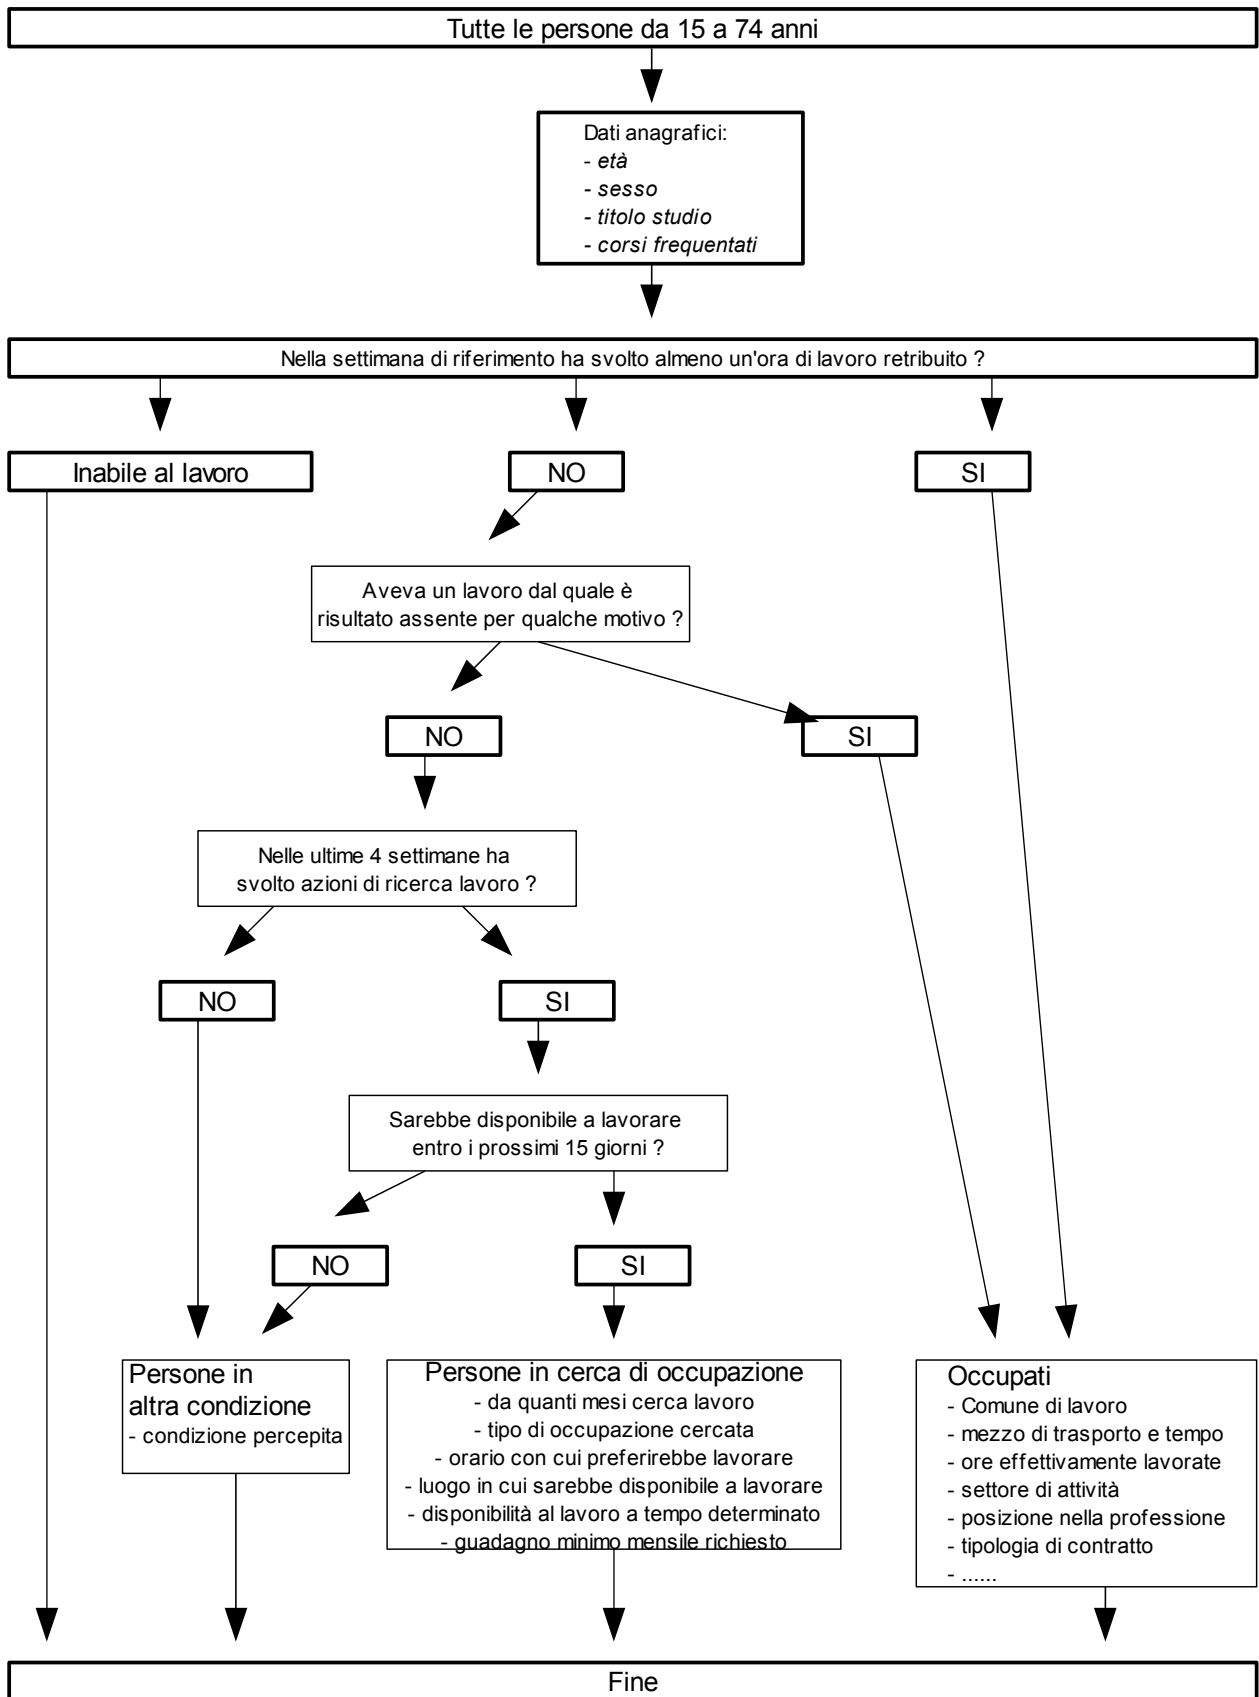 Tutte le persone da 15 a 74 anni
Dati anagrafici:
- età
- sesso
- titolo studio
- corsi frequentati
Nella settimana di riferimento ha svolto almeno un'ora di lavoro retribuito ?
Inabile al lavoro
NO
SI
Aveva un lavoro dal quale è
risultato assente per qualche motivo ?
NO
SI
Nelle ultime 4 settimane ha
svolto azioni di ricerca lavoro ?
NO
SI
Sarebbe disponibile a lavorare
entro i prossimi 15 giorni ?
NO
SI
Persone in
altra condizione
- condizione percepita
Persone in cerca di occupazione
- da quanti mesi cerca lavoro
- tipo di occupazione cercata
- orario con cui preferirebbe lavorare
- luogo in cui sarebbe disponibile a lavorare
- disponibilità al lavoro a tempo determinato
- guadagno minimo mensile richiesto
Occupati
- Comune di lavoro
- mezzo di trasporto e tempo
- ore effettivamente lavorate
- settore di attività
- posizione nella professione
- tipologia di contratto
- ......
Fine